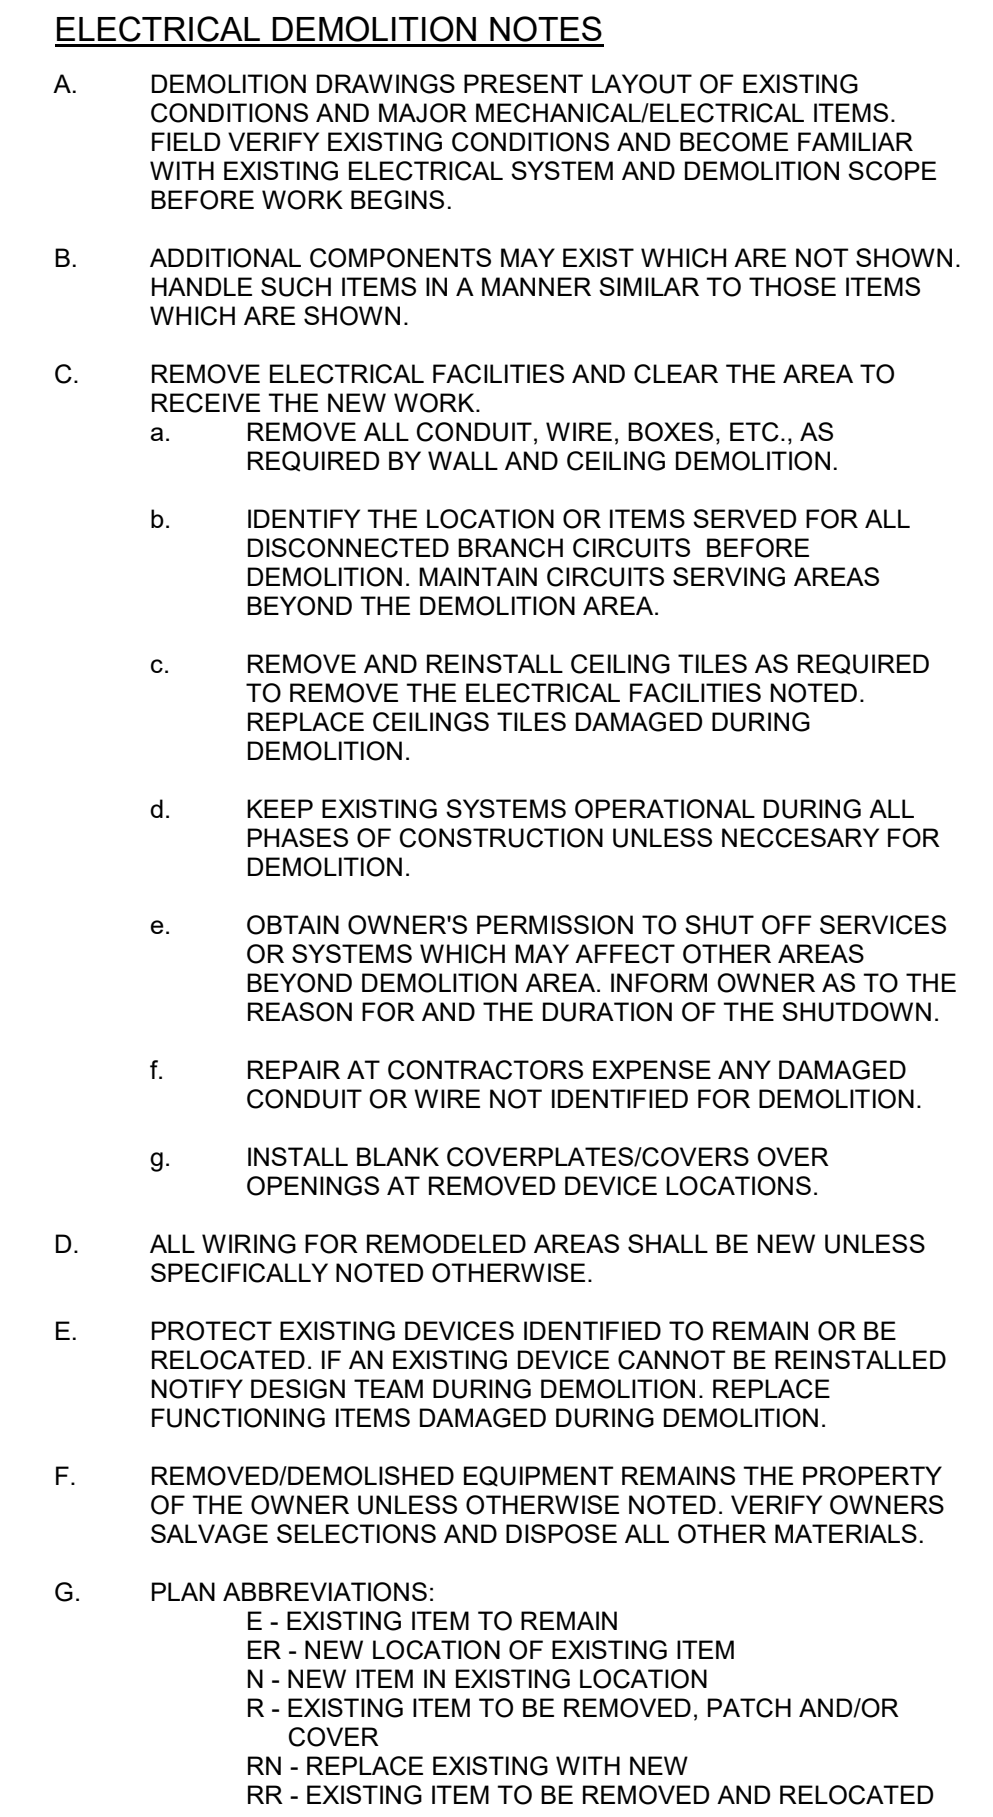 ELECTRICAL DEMOLITION NOTES
A. DEMOLITION DRAWINGS PRESENT LAYOUT OF EXISTING
CONDITIONS AND MAJOR MECHANICAL/ELECTRICAL ITEMS.
FIELD VERIFY EXISTING CONDITIONS AND BECOME FAMILIAR
WITH EXISTING ELECTRICAL SYSTEM AND DEMOLITION SCOPE
BEFORE WORK BEGINS.
B. ADDITIONAL COMPONENTS MAY EXIST WHICH ARE NOT SHOWN.
HANDLE SUCH ITEMS IN A MANNER SIMILAR TO THOSE ITEMS
WHICH ARE SHOWN.
C. REMOVE ELECTRICAL FACILITIES AND CLEAR THE AREA TO
RECEIVE THE NEW WORK.
a. REMOVE ALL CONDUIT, WIRE, BOXES, ETC., AS
REQUIRED BY WALL AND CEILING DEMOLITION.
b. IDENTIFY THE LOCATION OR ITEMS SERVED FOR ALL
DISCONNECTED BRANCH CIRCUITS  BEFORE
DEMOLITION. MAINTAIN CIRCUITS SERVING AREAS
BEYOND THE DEMOLITION AREA.
c. REMOVE AND REINSTALL CEILING TILES AS REQUIRED
TO REMOVE THE ELECTRICAL FACILITIES NOTED.
REPLACE CEILINGS TILES DAMAGED DURING
DEMOLITION.
d. KEEP EXISTING SYSTEMS OPERATIONAL DURING ALL
PHASES OF CONSTRUCTION UNLESS NECCESARY FOR
DEMOLITION.
e. OBTAIN OWNER'S PERMISSION TO SHUT OFF SERVICES
OR SYSTEMS WHICH MAY AFFECT OTHER AREAS
BEYOND DEMOLITION AREA. INFORM OWNER AS TO THE
REASON FOR AND THE DURATION OF THE SHUTDOWN.
f. REPAIR AT CONTRACTORS EXPENSE ANY DAMAGED
CONDUIT OR WIRE NOT IDENTIFIED FOR DEMOLITION.
g. INSTALL BLANK COVERPLATES/COVERS OVER
OPENINGS AT REMOVED DEVICE LOCATIONS.
D. ALL WIRING FOR REMODELED AREAS SHALL BE NEW UNLESS
SPECIFICALLY NOTED OTHERWISE.
E. PROTECT EXISTING DEVICES IDENTIFIED TO REMAIN OR BE
RELOCATED. IF AN EXISTING DEVICE CANNOT BE REINSTALLED
NOTIFY DESIGN TEAM DURING DEMOLITION. REPLACE
FUNCTIONING ITEMS DAMAGED DURING DEMOLITION.
F. REMOVED/DEMOLISHED EQUIPMENT REMAINS THE PROPERTY
OF THE OWNER UNLESS OTHERWISE NOTED. VERIFY OWNERS
SALVAGE SELECTIONS AND DISPOSE ALL OTHER MATERIALS.
G. PLAN ABBREVIATIONS:
E - EXISTING ITEM TO REMAIN
ER - NEW LOCATION OF EXISTING ITEM
N - NEW ITEM IN EXISTING LOCATION
R - EXISTING ITEM TO BE REMOVED, PATCH AND/OR
COVER
RN - REPLACE EXISTING WITH NEW
RR - EXISTING ITEM TO BE REMOVED AND RELOCATED